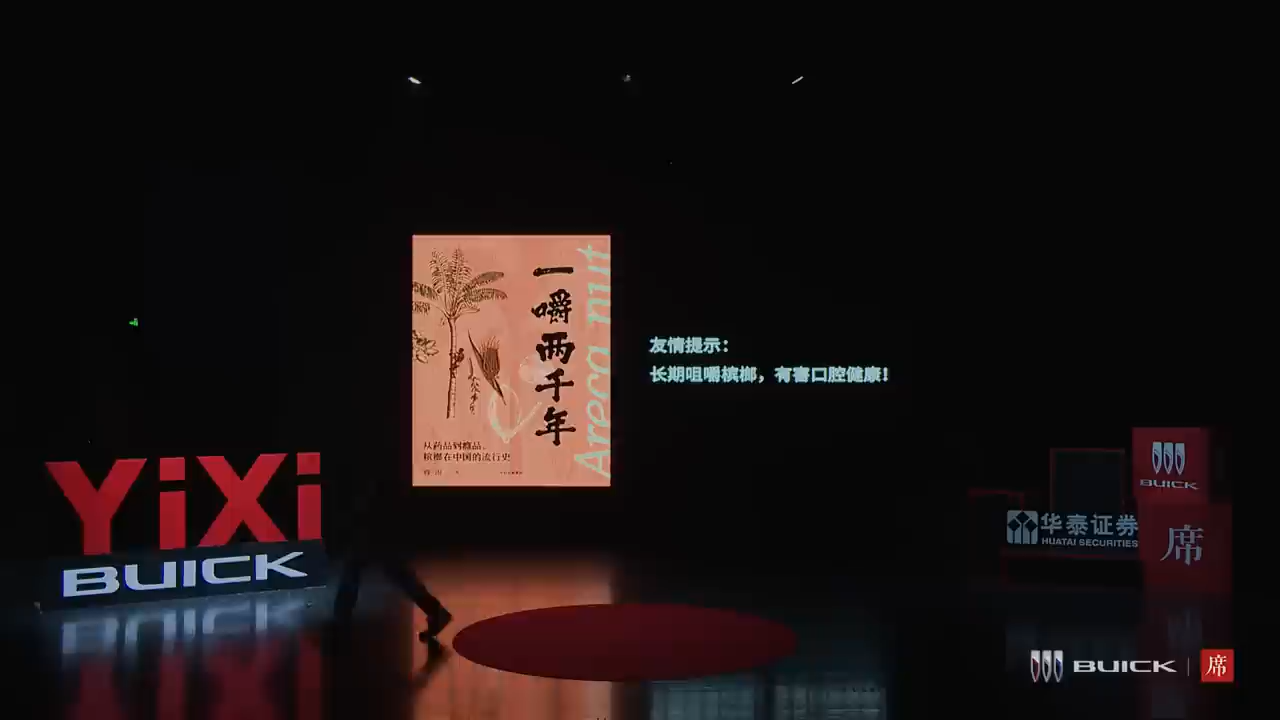 一嚼两千年
Areca nut
从药品到瘾品,
槟榔在中国的流行史
友情提示:
长期咀嚼槟榔,有害口腔健康!
YiXi
BUICK
BUICK
华泰证券
HUATAI SECURITIES
席
BUICK
席